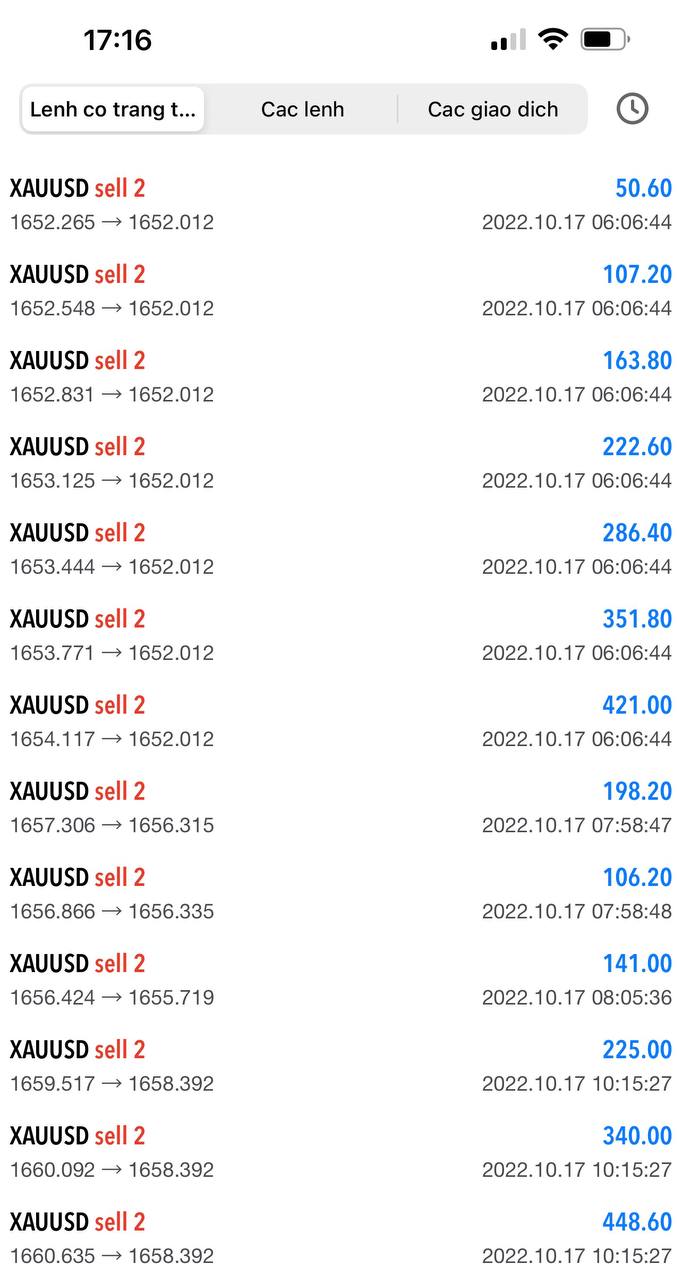 17:16
Lenh co trang t... Cac lenh Cac giao dich
XAUUSD sell 2 50.60
1652.265 → 1652.012 2022.10.17 06:06:44
XAUUSD sell 2 107.20
1652.548 → 1652.012 2022.10.17 06:06:44
XAUUSD sell 2 163.80
1652.831 → 1652.012 2022.10.17 06:06:44
XAUUSD sell 2 222.60
1653.125 → 1652.012 2022.10.17 06:06:44
XAUUSD sell 2 286.40
1653.444 → 1652.012 2022.10.17 06:06:44
XAUUSD sell 2 351.80
1653.771 → 1652.012 2022.10.17 06:06:44
XAUUSD sell 2 421.00
1654.117 → 1652.012 2022.10.17 06:06:44
XAUUSD sell 2 198.20
1657.306 → 1656.315 2022.10.17 07:58:47
XAUUSD sell 2 106.20
1656.866 → 1656.335 2022.10.17 07:58:48
XAUUSD sell 2 141.00
1656.424 → 1655.719 2022.10.17 08:05:36
XAUUSD sell 2 225.00
1659.517 → 1658.392 2022.10.17 10:15:27
XAUUSD sell 2 340.00
1660.092 → 1658.392 2022.10.17 10:15:27
XAUUSD sell 2 448.60
1660.635 → 1658.392 2022.10.17 10:15:27